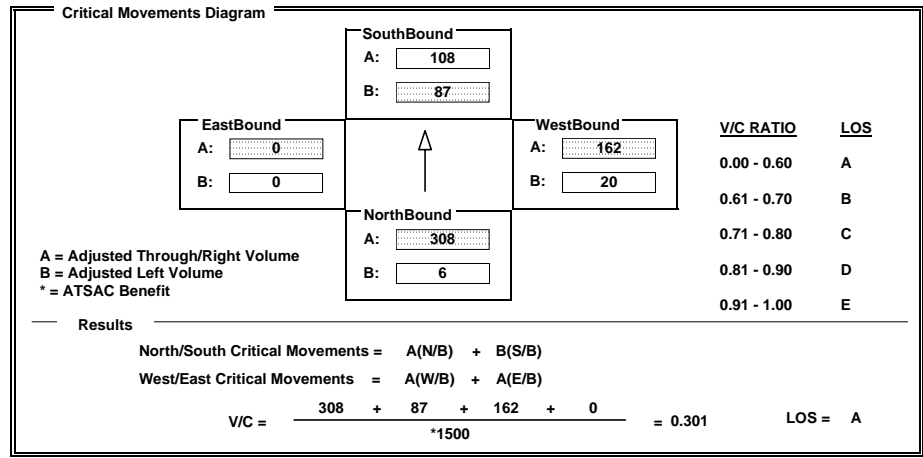 Critical Movements Diagram
SouthBound
A: 108
B: 87
EastBound
A: 0
B: 0
WestBound
A: 162
B: 20
NorthBound
A: 308
B: 6
V/C RATIO LOS
0.00 - 0.60 A
0.61 - 0.70 B
0.71 - 0.80 C
0.81 - 0.90 D
0.91 - 1.00 E
A = Adjusted Through/Right Volume
B = Adjusted Left Volume
* = ATSAC Benefit
Results
North/South Critical Movements = A(N/B) + B(S/B)
West/East Critical Movements = A(W/B) + A(E/B)
308 + 87 + 162 + 0
V/C = = 0.301 LOS = A
*1500